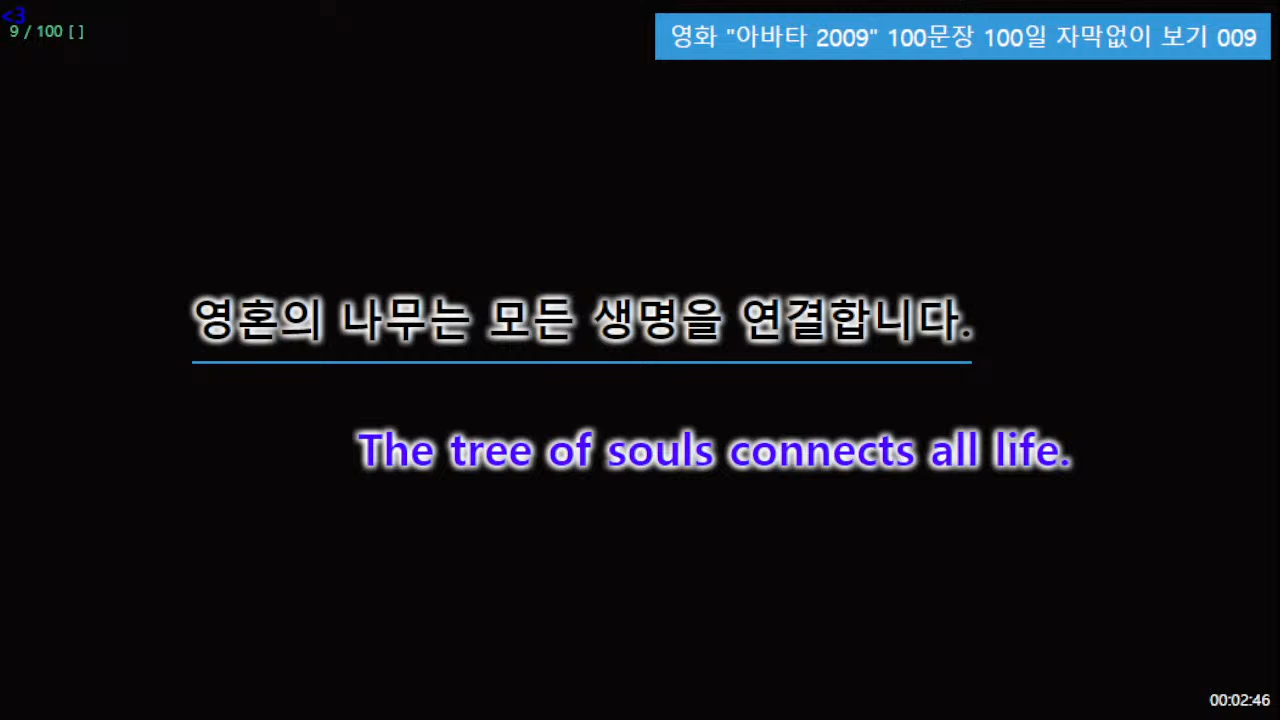 <3
9 / 100 [ ]
영화 "아바타 2009" 100문장 100일 자막없이 보기 009
영혼의 나무는 모든 생명을 연결합니다.
The tree of souls connects all life.
00:02:46